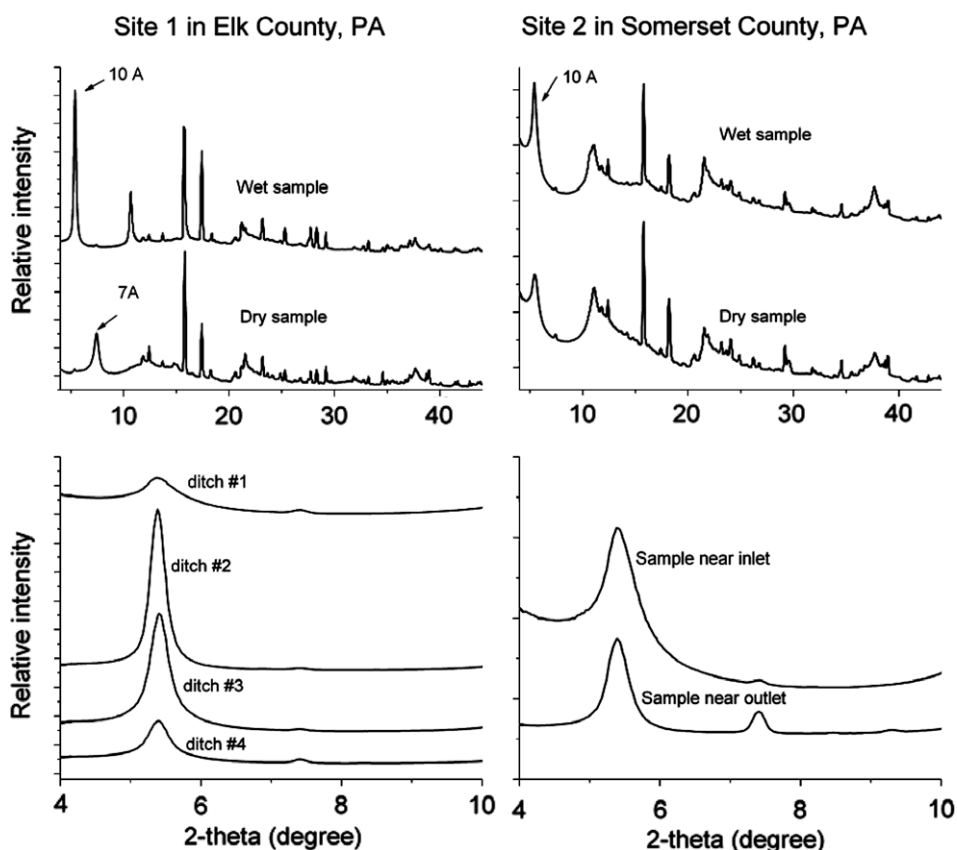 Site 1 in Elk County, PA
Site 2 in Somerset County, PA
Relative intensity
10 A
Wet sample
7A
Dry sample
10 20 30 40
10 A
Wet sample
Dry sample
10 20 30 40
Relative intensity
ditch #1
ditch #2
ditch #3
ditch #4
4 6 8 10
2-theta (degree)
Sample near inlet
Sample near outlet
4 6 8 10
2-theta (degree)